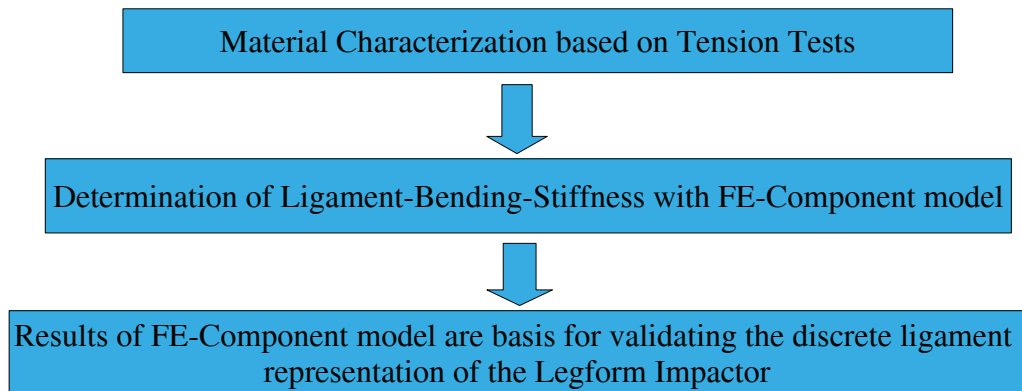 Material Characterization based on Tension Tests
Determination of Ligament-Bending-Stiffness with FE-Component model
Results of FE-Component model are basis for validating the discrete ligament
representation of the Legform Impactor